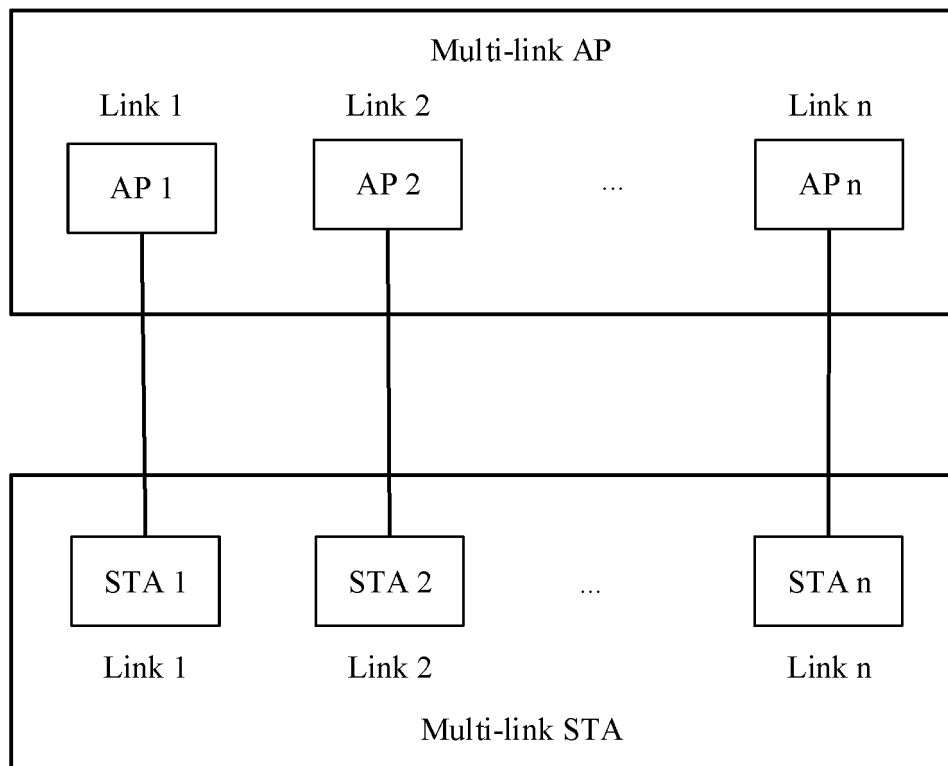 Multi-link AP
Link 1 Link 2 Link n
AP 1 AP 2 ... AP n
STA 1 STA 2 ... STA n
Link 1 Link 2 Link n
Multi-link STA